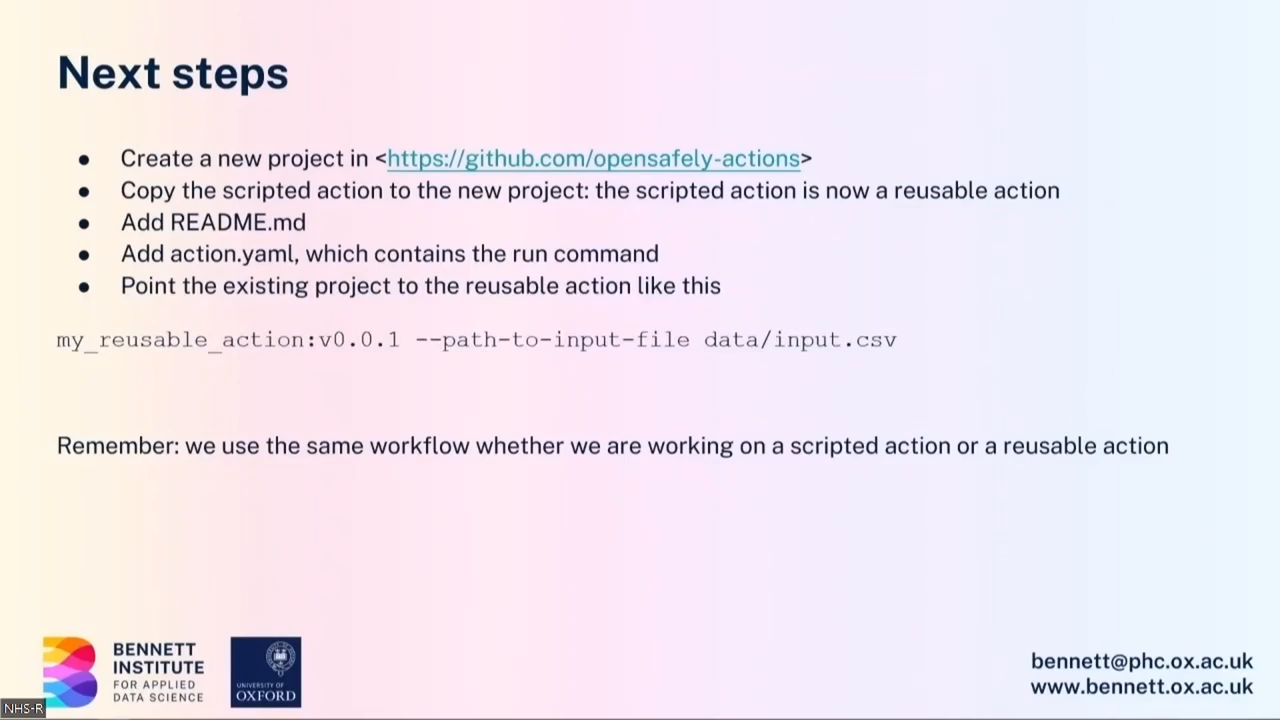 Next steps
● Create a new project in <https://github.com/opensafely-actions>
● Copy the scripted action to the new project: the scripted action is now a reusable action
● Add README.md
● Add action.yaml, which contains the run command
● Point the existing project to the reusable action like this
my_reusable_action:v0.0.1 --path-to-input-file data/input.csv
Remember: we use the same workflow whether we are working on a scripted action or a reusable action
BENNETT
INSTITUTE
FOR APPLIED
DATA SCIENCE
UNIVERSITY OF
OXFORD
bennett@phc.ox.ac.uk
www.bennett.ox.ac.uk
NHS-R